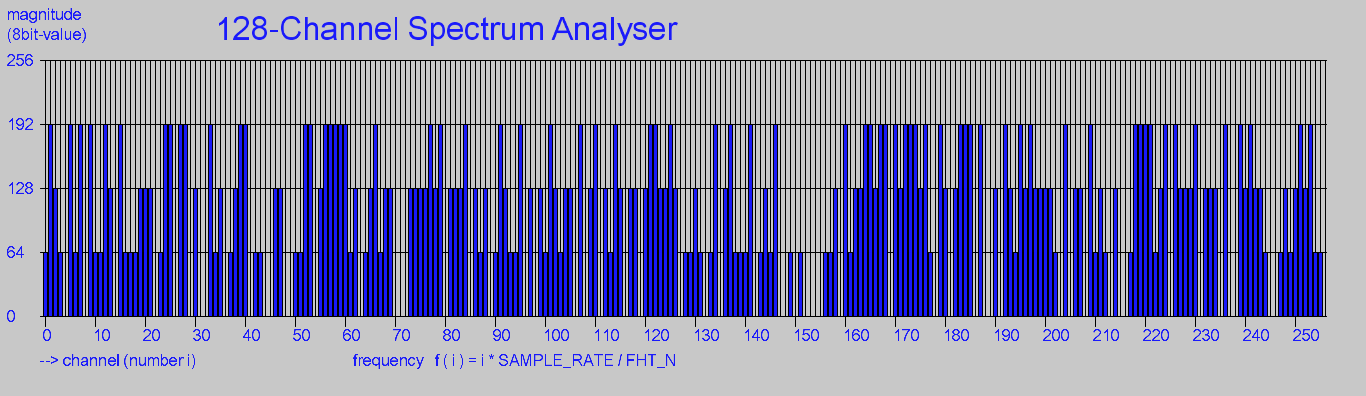 magnitude
(8bit-value)
128-Channel Spectrum Analyser
256
192
128
64
0
0 10 20 30 40 50 60 70 80 90 100 110 120 130 140 150 160 170 180 190 200 210 220 230 240 250
--> channel (number i)
frequency f ( i ) = i * SAMPLE_RATE / FHT_N